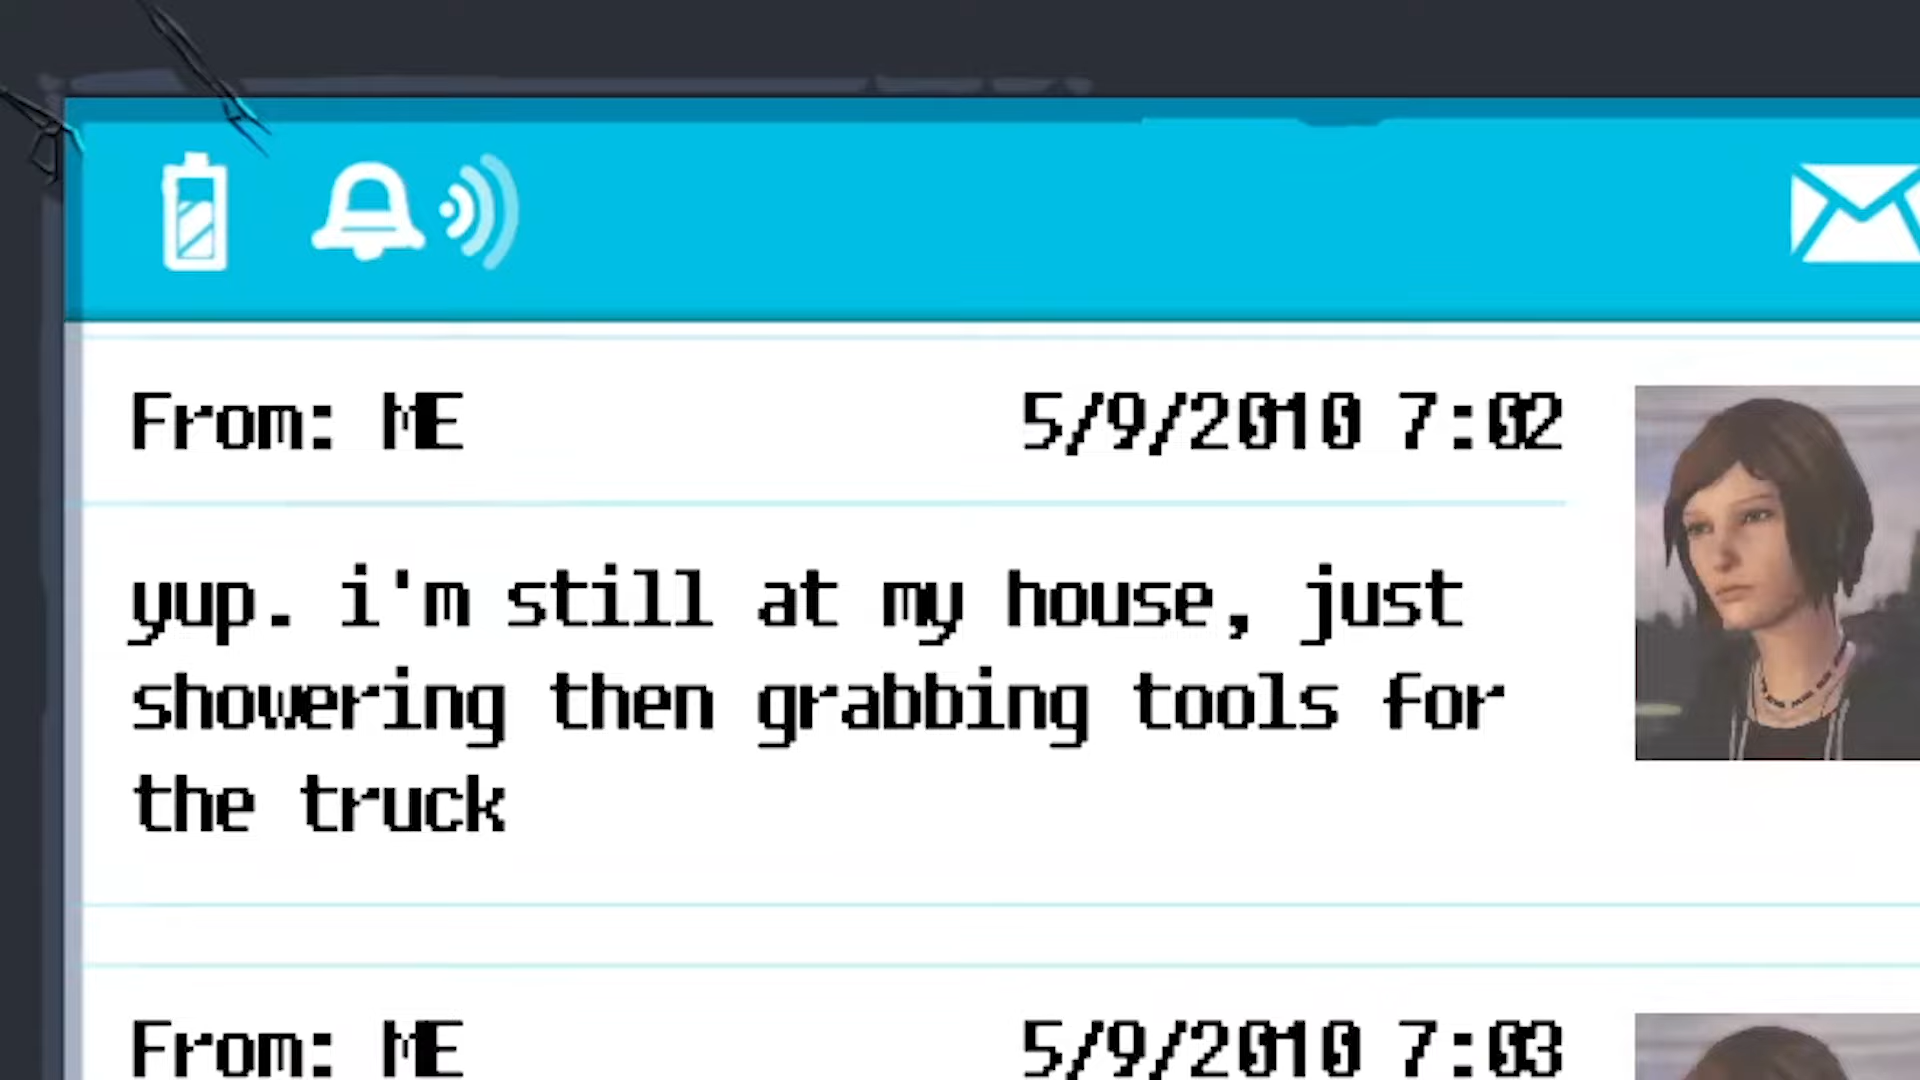 From: ME 5/9/2010 7:02
yup. i'm still at my house, just
showering then grabbing tools for
the truck
From: ME 5/9/2010 7:03